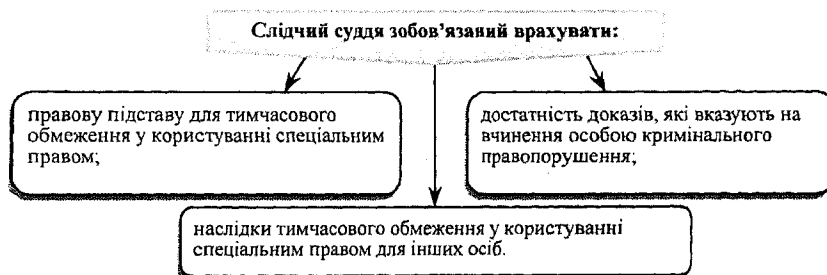 Слідчий суддя зобов’язаний врахувати:
правову підставу для тимчасового
обмеження у користуванні спеціальним
правом;
достатність доказів, які вказують на
вчинення особою кримінального
правопорушення;
наслідки тимчасового обмеження у користуванні
спеціальним правом для інших осіб.